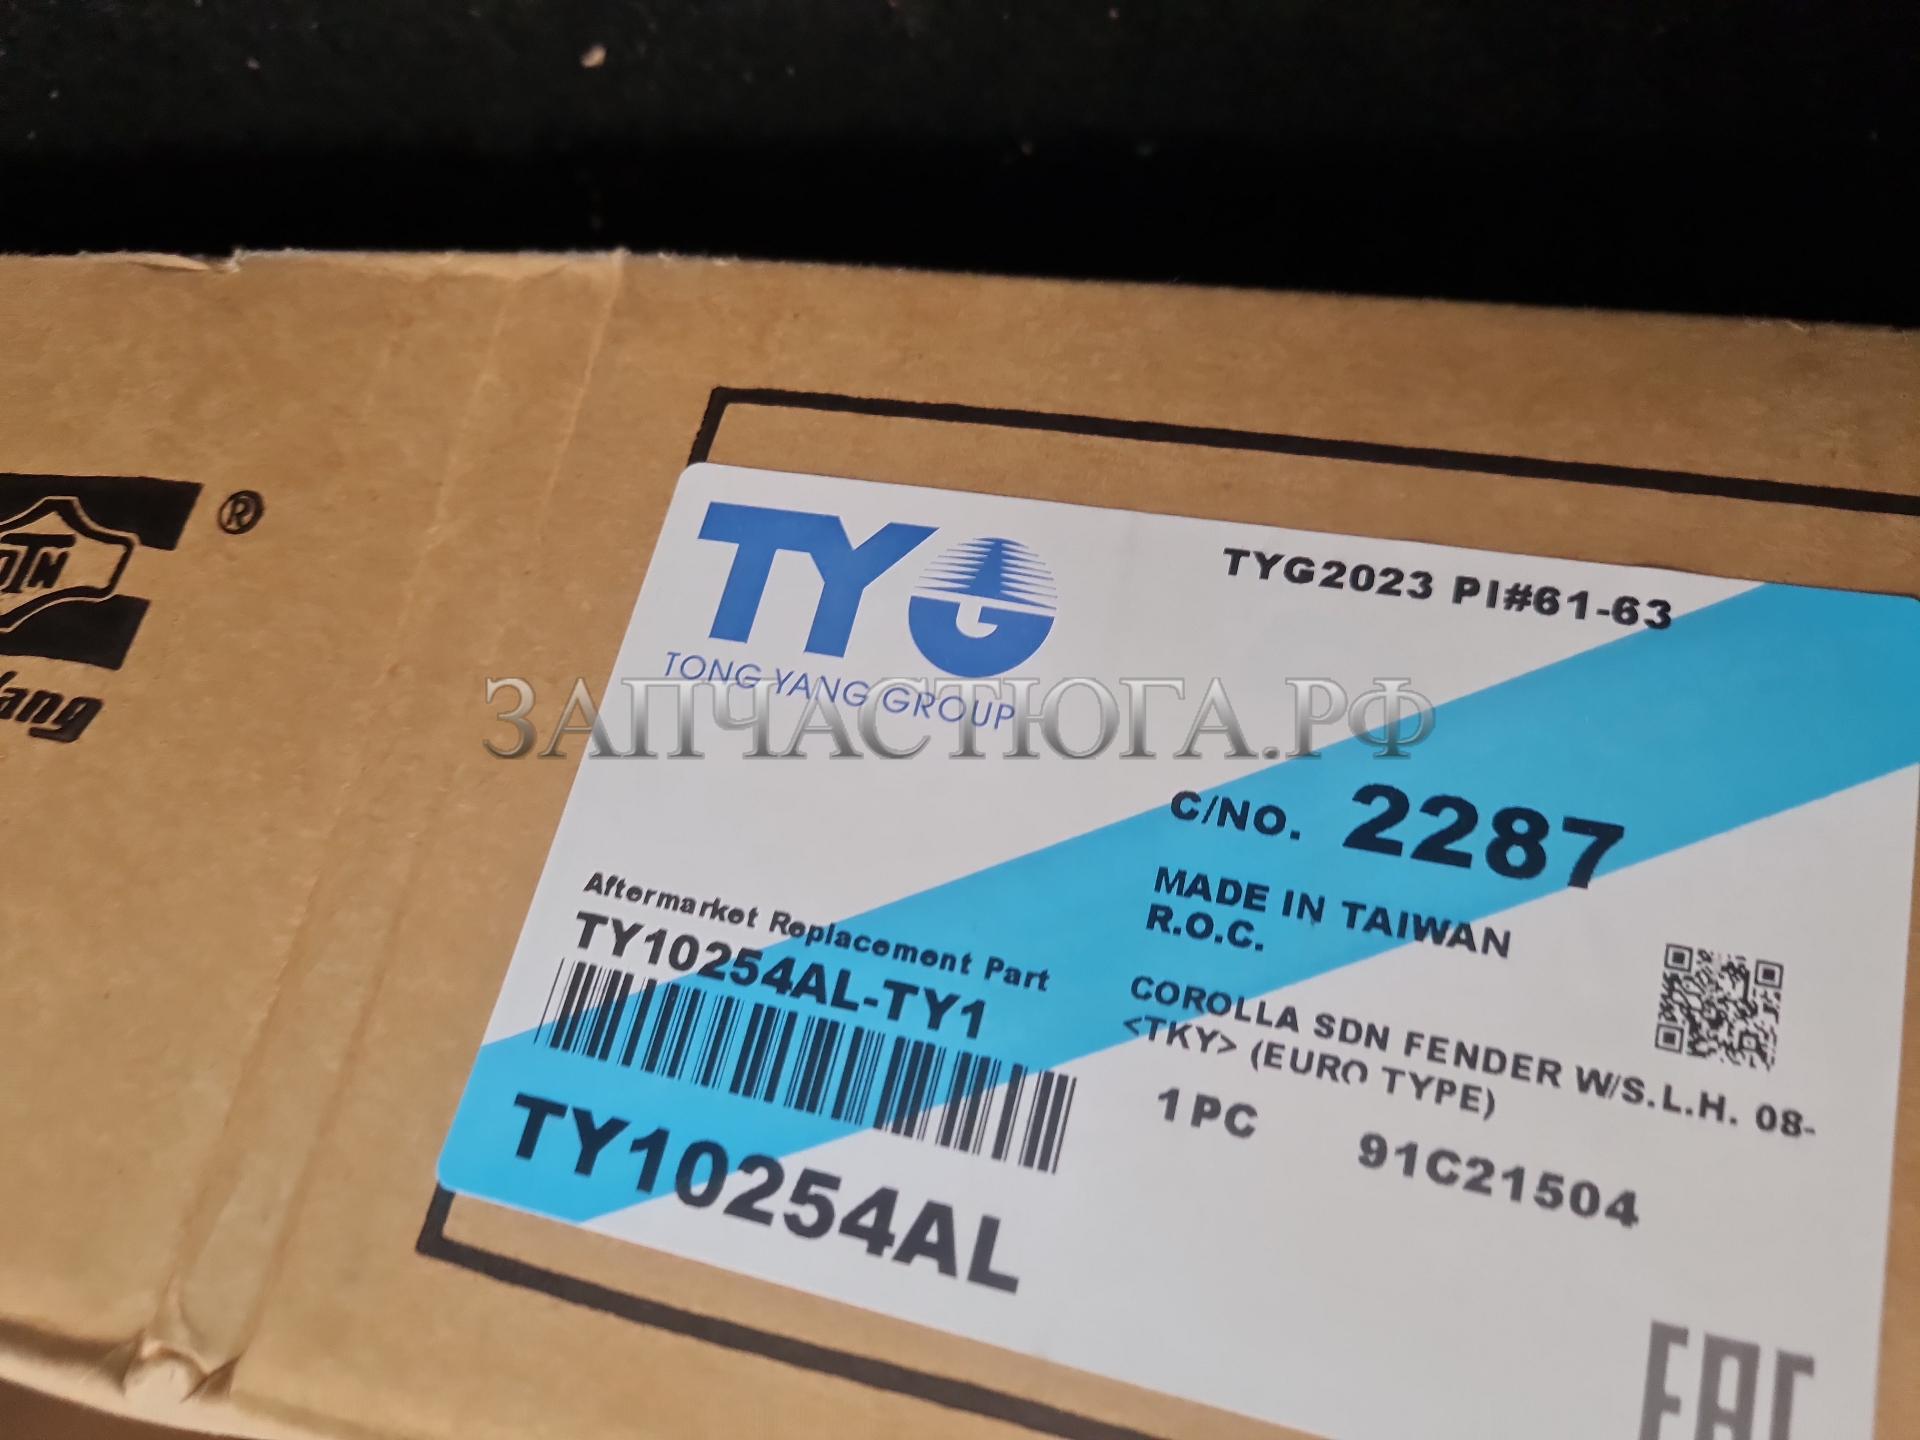 ®
TYG
TONG YANG GROUP
TYG2023 PI#61-63
ЗАПЧАСТЮГА.РФ
C/NO. 2287
MADE IN TAIWAN
R.O.C.
Aftermarket Replacement Part
TY10254AL-TY1
COROLLA SDN FENDER W/S.L.H. 08-
<TKY> (EURO TYPE)
1PC 91C21504
TY10254AL
EAC